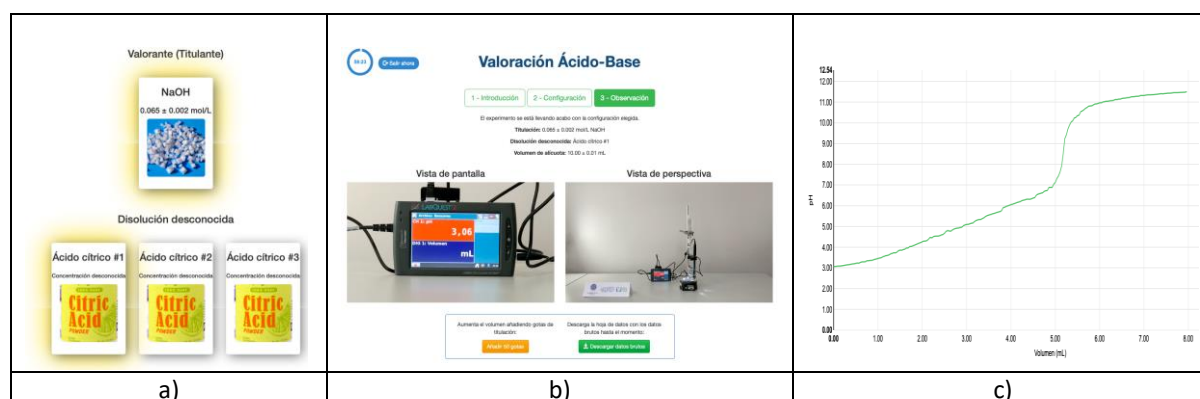 Valorante (Titulante)
NaOH
0.065 ± 0.002 mol/L
Disolución desconocida
Ácido cítrico #1
Concentración desconocida
Citric
Acid
POWDER
Ácido cítrico #2
Concentración desconocida
Citric
Acid
POWDER
Ácido cítrico #3
Concentración desconocida
Citric
Acid
POWDER
a)
Salir ahora
Valoración Ácido-Base
1 - Introducción
2 - Configuración
3 - Observación
El experimento se está llevando acabo con la configuración elegida.
Titulación: 0.065 ± 0.002 mol/L NaOH
Disolución desconocida: Ácido cítrico #1
Volumen de alícuota: 10.00 ± 0.01 mL
Vista de pantalla
Vista de perspectiva
3,06
mL
Aumenta el volumen añadiendo gotas de
titulación:
Descarga la hoja de datos con los datos
brutos hasta el momento:
Descargar datos brutos
b)
12.54
12.00
11.00
10.00
9.00
8.00
7.00
6.00
5.00
4.00
3.00
2.00
1.00
0.00
pH
0.00 1.00 2.00 3.00 4.00 5.00 6.00 7.00 8.00
Volumen (mL)
c)